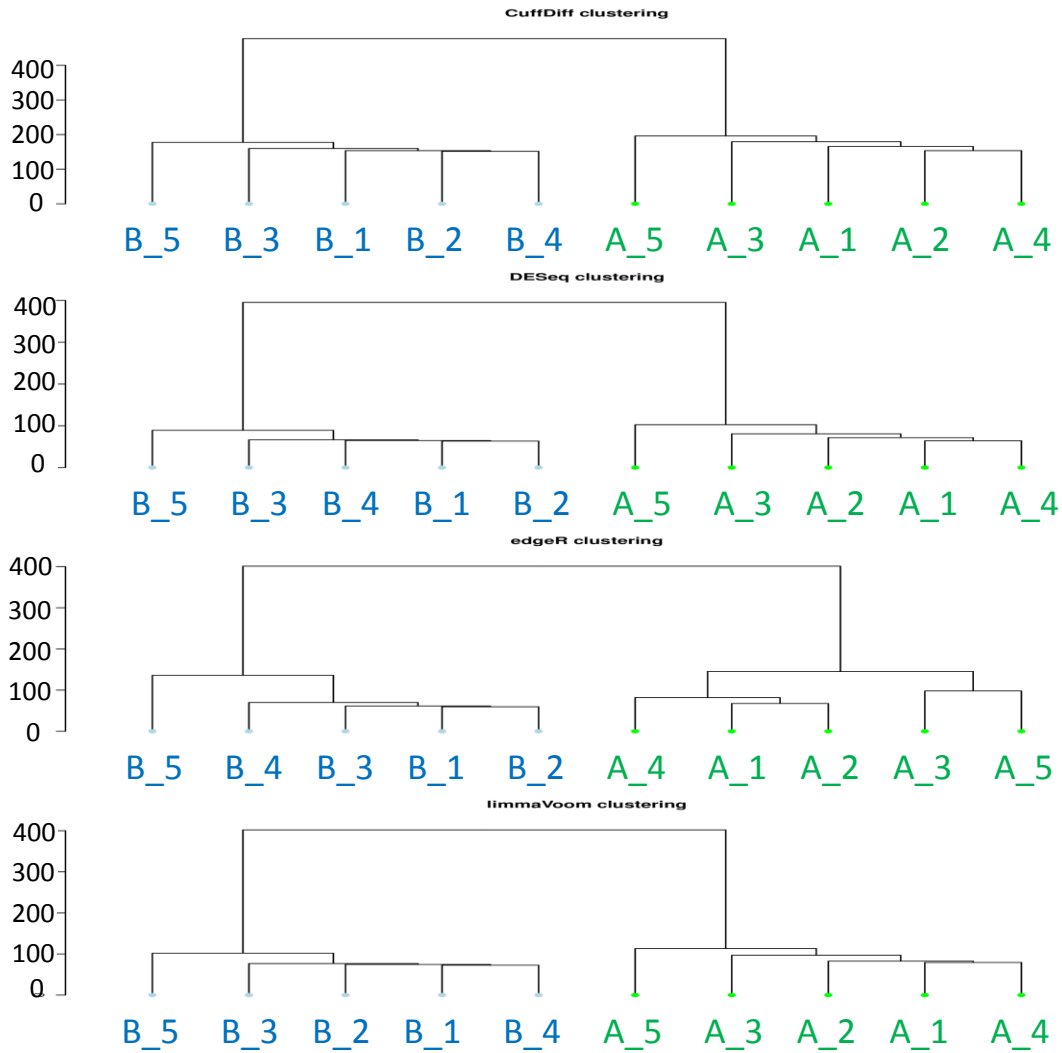 CuffDiff clustering
400
300
200
100
0
B_5 B_3 B_1 B_2 B_4 A_5 A_3 A_1 A_2 A_4
DESeq clustering
400
300
200
100
0
B_5 B_3 B_4 B_1 B_2 A_5 A_3 A_2 A_1 A_4
edgeR clustering
400
300
200
100
0
B_5 B_4 B_3 B_1 B_2 A_4 A_1 A_2 A_3 A_5
limmaVoom clustering
400
300
200
100
0
B_5 B_3 B_2 B_1 B_4 A_5 A_3 A_2 A_1 A_4